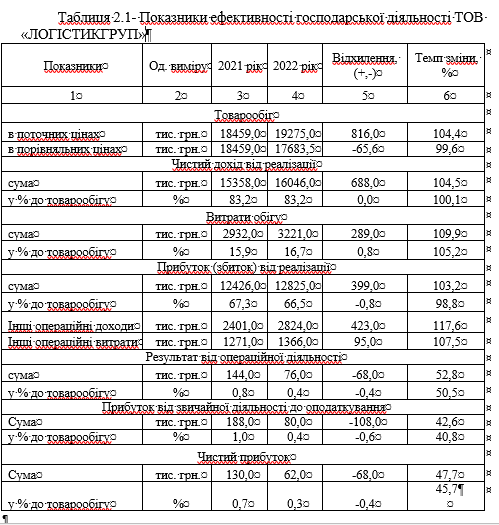 Таблиця 2.1- Показники ефективності господарської діяльності ТОВ
«ЛОГІСТИКГРУП»¶
Показники¤ Од. виміру¤ 2021 рік¤ 2022 рік¤ Відхилення. (+,-)¤ Темп зміни. %¤
1¤ 2¤ 3¤ 4¤ 5¤ 6¤
Товарообіг¤
в поточних цінах¤ тис. грн.¤ 18459,0¤ 19275,0¤ 816,0¤ 104,4¤
в порівняльних цінах¤ тис. грн.¤ 18459,0¤ 17683,5¤ -65,6¤ 99,6¤
Чистий дохід від реалізації¤
сума¤ тис. грн.¤ 15358,0¤ 16046,0¤ 688,0¤ 104,5¤
у % до товарообігу¤ %¤ 83,2¤ 83,2¤ 0,0¤ 100,1¤
Витрати обігу¤
сума¤ тис. грн.¤ 2932,0¤ 3221,0¤ 289,0¤ 109,9¤
у % до товарообігу¤ %¤ 15,9¤ 16,7¤ 0,8¤ 105,2¤
Прибуток (збиток) від реалізації¤
сума¤ тис. грн.¤ 12426,0¤ 12825,0¤ 399,0¤ 103,2¤
у % до товарообігу¤ %¤ 67,3¤ 66,5¤ -0,8¤ 98,8¤
Інші операційні доходи¤ тис. грн.¤ 2401,0¤ 2824,0¤ 423,0¤ 117,6¤
Інші операційні витрати¤ тис. грн.¤ 1271,0¤ 1366,0¤ 95,0¤ 107,5¤
Результат від операційної діяльності¤
сума¤ тис. грн.¤ 144,0¤ 76,0¤ -68,0¤ 52,8¤
у % до товарообігу¤ %¤ 0,8¤ 0,4¤ -0,4¤ 50,5¤
Прибуток від звичайної діяльності до оподаткування¤
Сума¤ тис. грн.¤ 188,0¤ 80,0¤ -108,0¤ 42,6¤
у % до товарообігу¤ %¤ 1,0¤ 0,4¤ -0,6¤ 40,8¤
Чистий прибуток¤
Сума¤ тис. грн.¤ 130,0¤ 62,0¤ -68,0¤ 47,7¤
у % до товарообігу¤ %¤ 0,7¤ 0,3¤ -0,4¤ 45,7¶
¤
¶